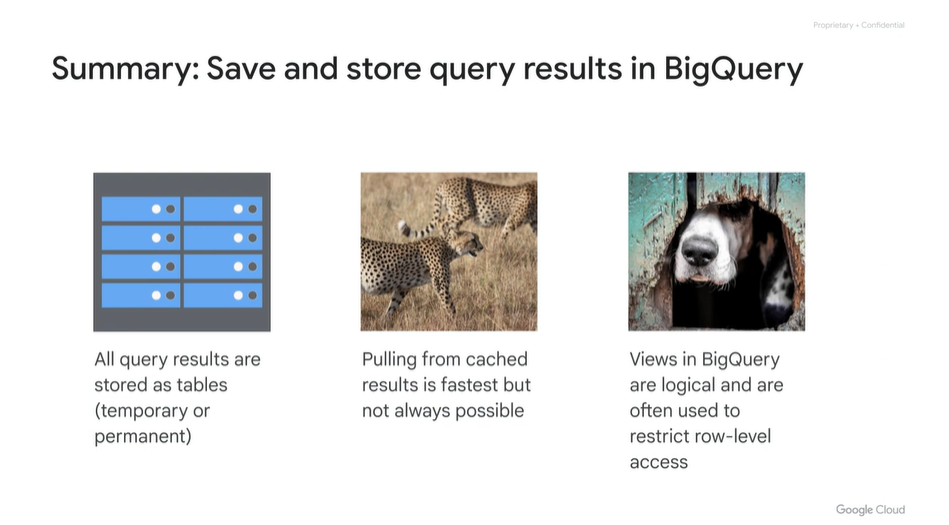 Proprietary + Confidential
Summary: Save and store query results in BigQuery
All query results are
stored as tables
(temporary or
permanent)
Pulling from cached
results is fastest but
not always possible
Views in BigQuery
are logical and are
often used to
restrict row-level
access
Google Cloud